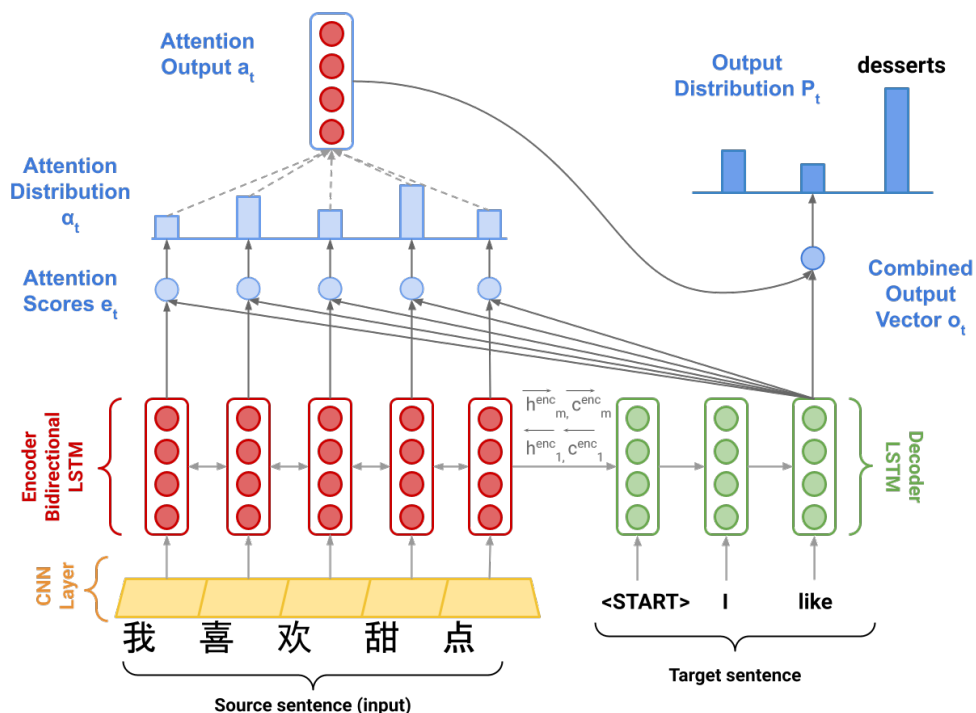 Attention
Output a_t
Output
Distribution P_t
desserts
Attention
Distribution
α_t
Attention
Scores e_t
Combined
Output
Vector o_t
Encoder
Bidirectional
LSTM
h^enc_m, c^enc_m
h^enc_1, c^enc_1
Decoder
LSTM
CNN
Layer
<START> I like
我 喜 欢 甜 点
Target sentence
Source sentence (input)